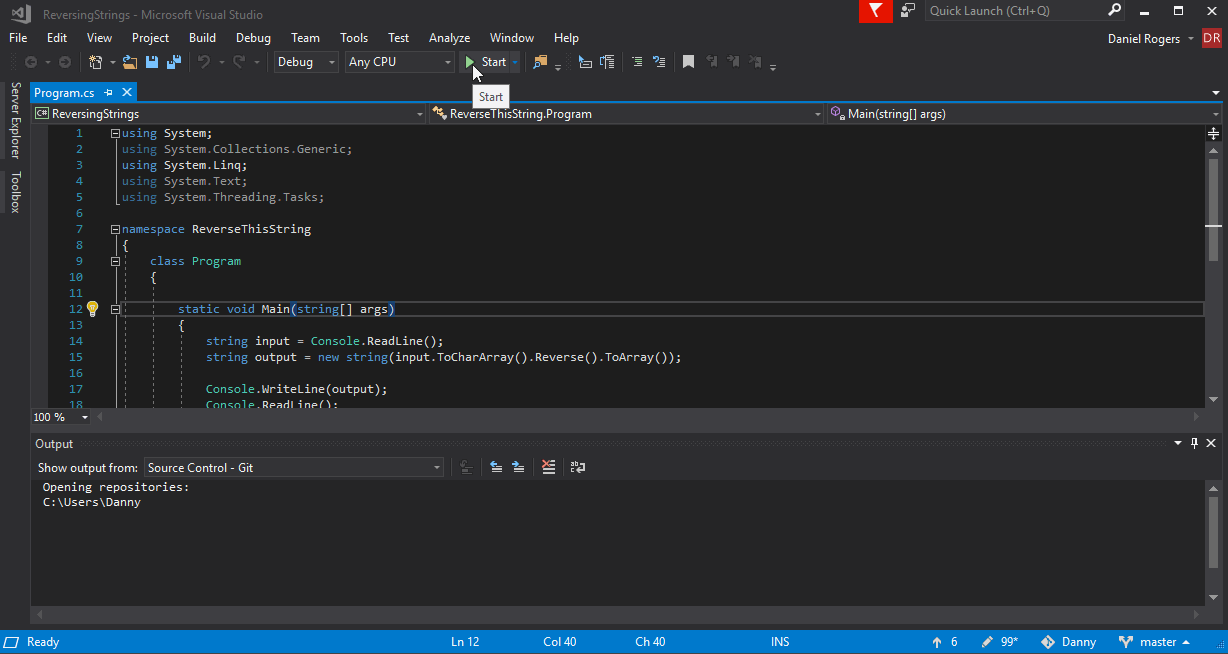 ReversingStrings - Microsoft Visual Studio
Quick Launch (Ctrl+Q)
File Edit View Project Build Debug Team Tools Test Analyze Window Help
Daniel Rogers DR
Debug Any CPU Start
Start
Server Explorer
Toolbox
Program.cs
C# ReversingStrings ReverseThisString.Program Main(string[] args)
1 using System;
2 using System.Collections.Generic;
3 using System.Linq;
4 using System.Text;
5 using System.Threading.Tasks;
6
7 namespace ReverseThisString
8 {
9 class Program
10 {
11
12 static void Main(string[] args)
13 {
14 string input = Console.ReadLine();
15 string output = new string(input.ToCharArray().Reverse().ToArray());
16
17 Console.WriteLine(output);
18 Console.ReadLine();
100 %
Output
Show output from: Source Control - Git
Opening repositories:
C:\Users\Danny
Ready Ln 12 Col 40 Ch 40 INS 6 99* Danny master